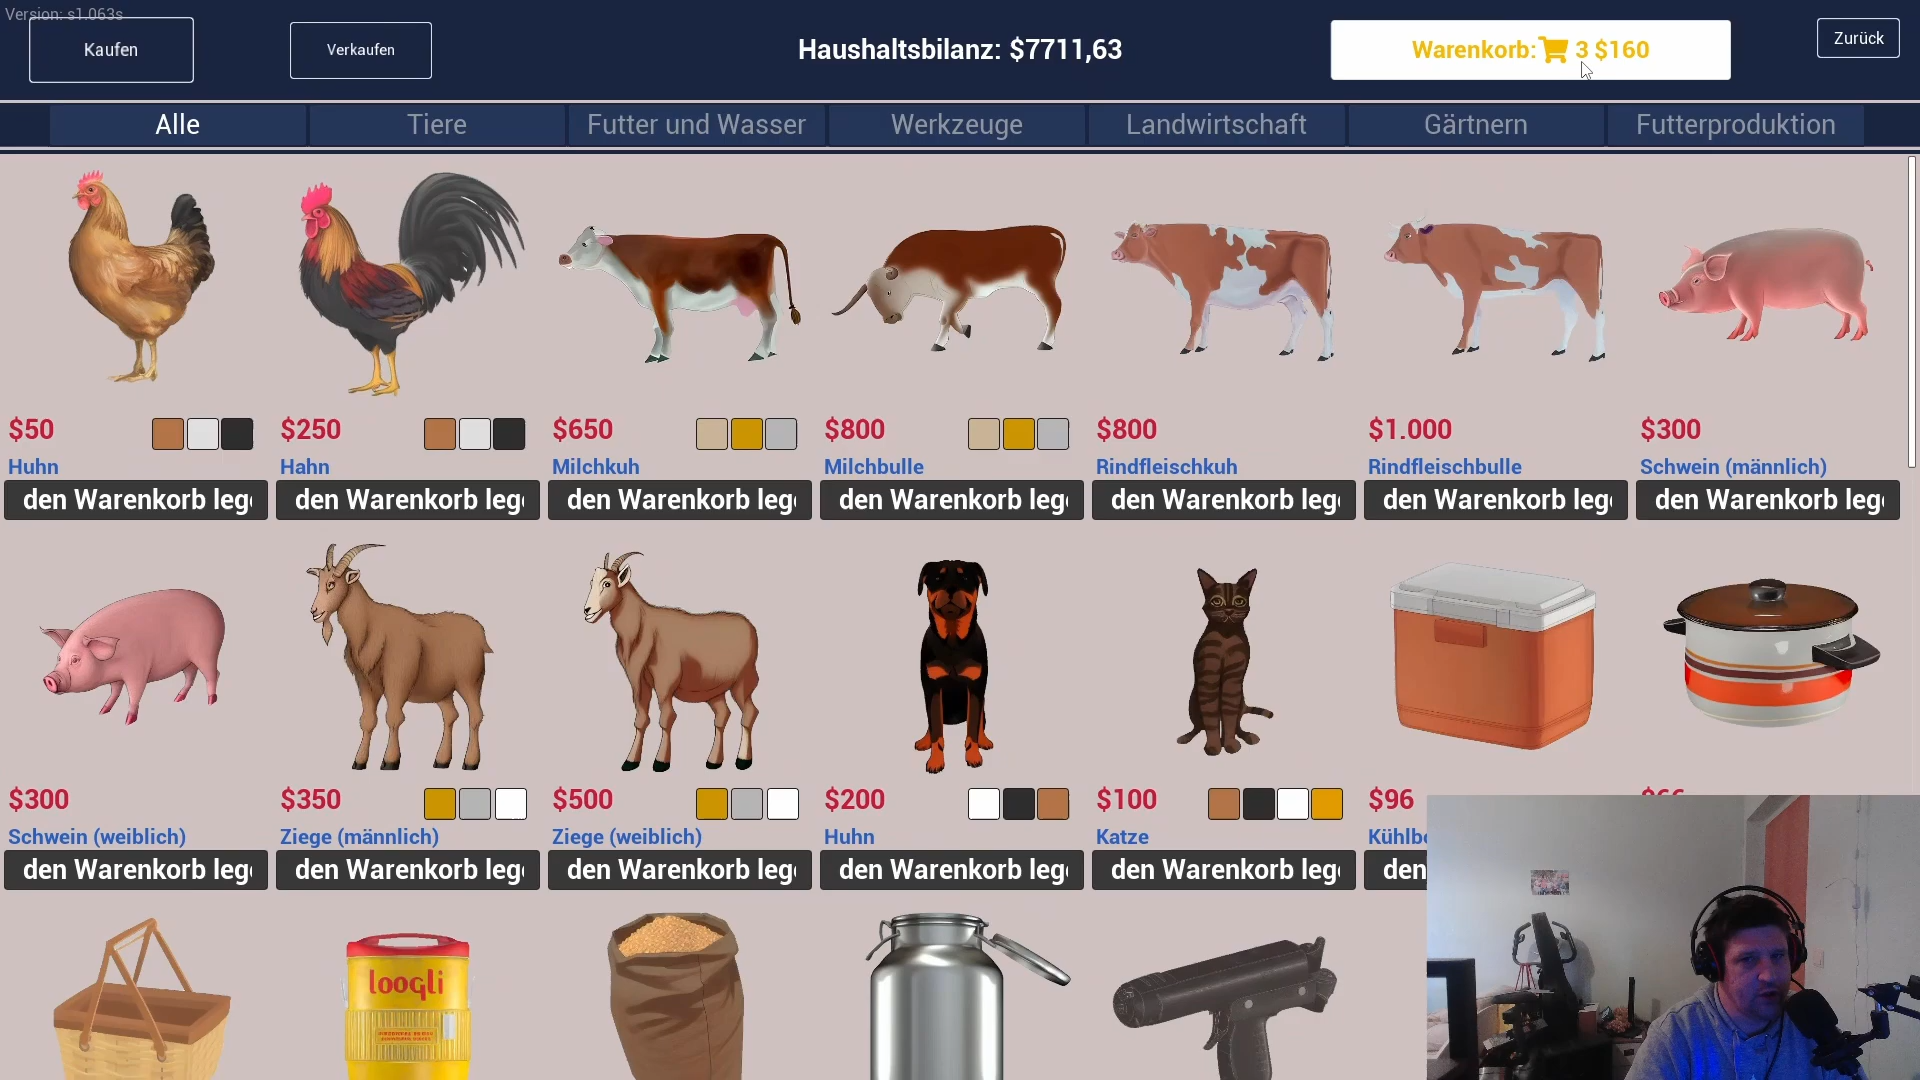 Version: s1.063s
Kaufen
Verkaufen
Haushaltsbilanz: $7711,63
Warenkorb: 3 $160
Zurück
Alle
Tiere
Futter und Wasser
Werkzeuge
Landwirtschaft
Gärtnern
Futterproduktion
$50
$250
$650
$800
$800
$1.000
$300
Huhn
Hahn
Milchkuh
Milchbulle
Rindfleischkuh
Rindfleischbulle
Schwein (männlich)
den Warenkorb leg
den Warenkorb leg
den Warenkorb leg
den Warenkorb leg
den Warenkorb leg
den Warenkorb leg
den Warenkorb leg
$300
$350
$500
$200
$100
$96
Schwein (weiblich)
Ziege (männlich)
Ziege (weiblich)
Huhn
Katze
Kühlb
den Warenkorb leg
den Warenkorb leg
den Warenkorb leg
den Warenkorb leg
den Warenkorb leg
den
loogli